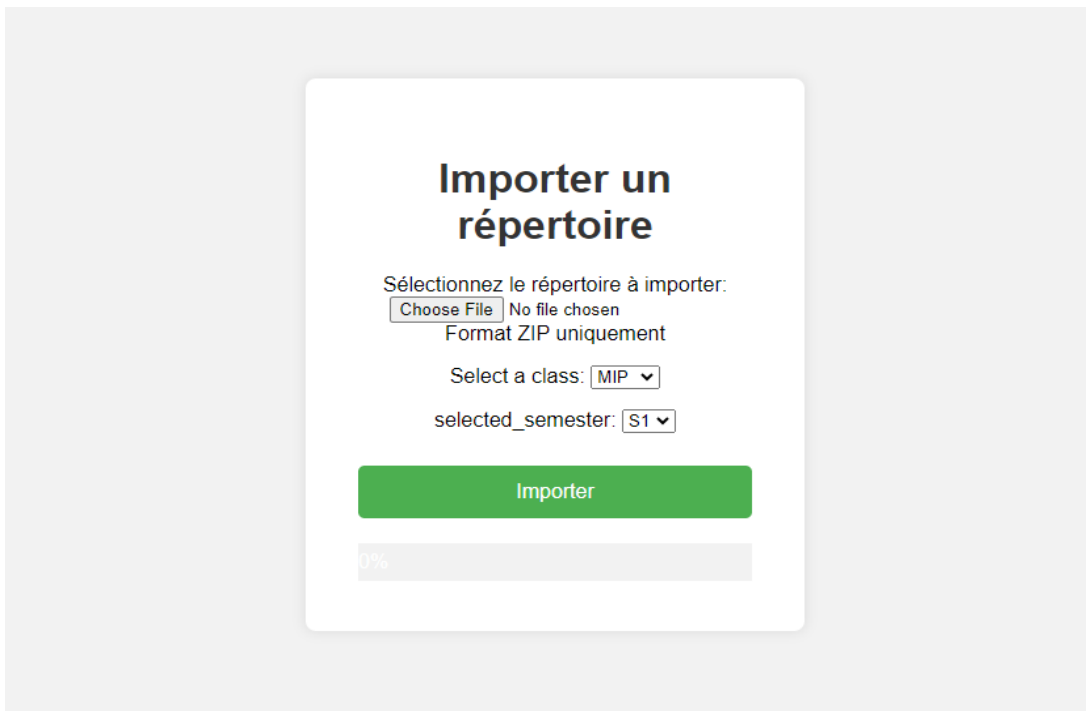 Importer un
répertoire
Sélectionnez le répertoire à importer:
Choose File No file chosen
Format ZIP uniquement
Select a class: MIP
selected_semester: S1
Importer
0%